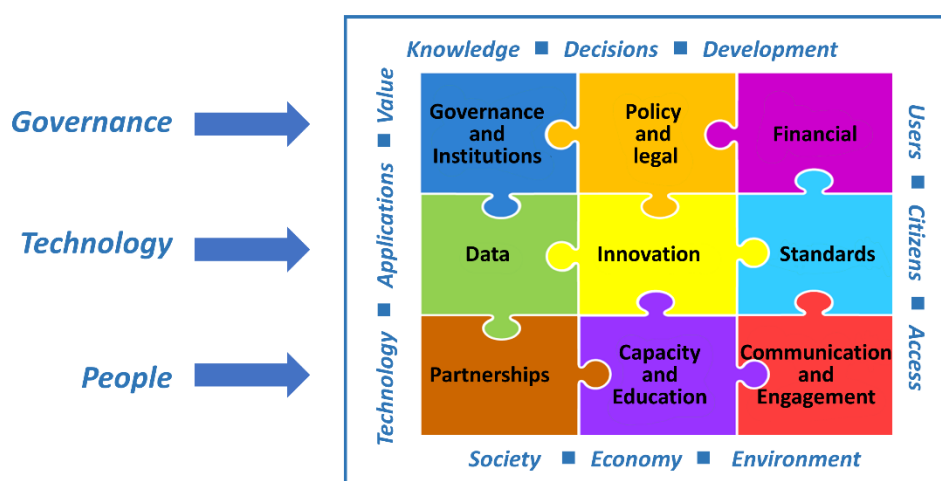 Knowledge ■ Decisions ■ Development
Governance
Technology
People
Technology ■ Applications ■ Value
Governance
and
Institutions
Policy
and
legal
Financial
Data
Innovation
Standards
Partnerships
Capacity
and
Education
Communication
and
Engagement
Users ■ Citizens ■ Access
Society ■ Economy ■ Environment